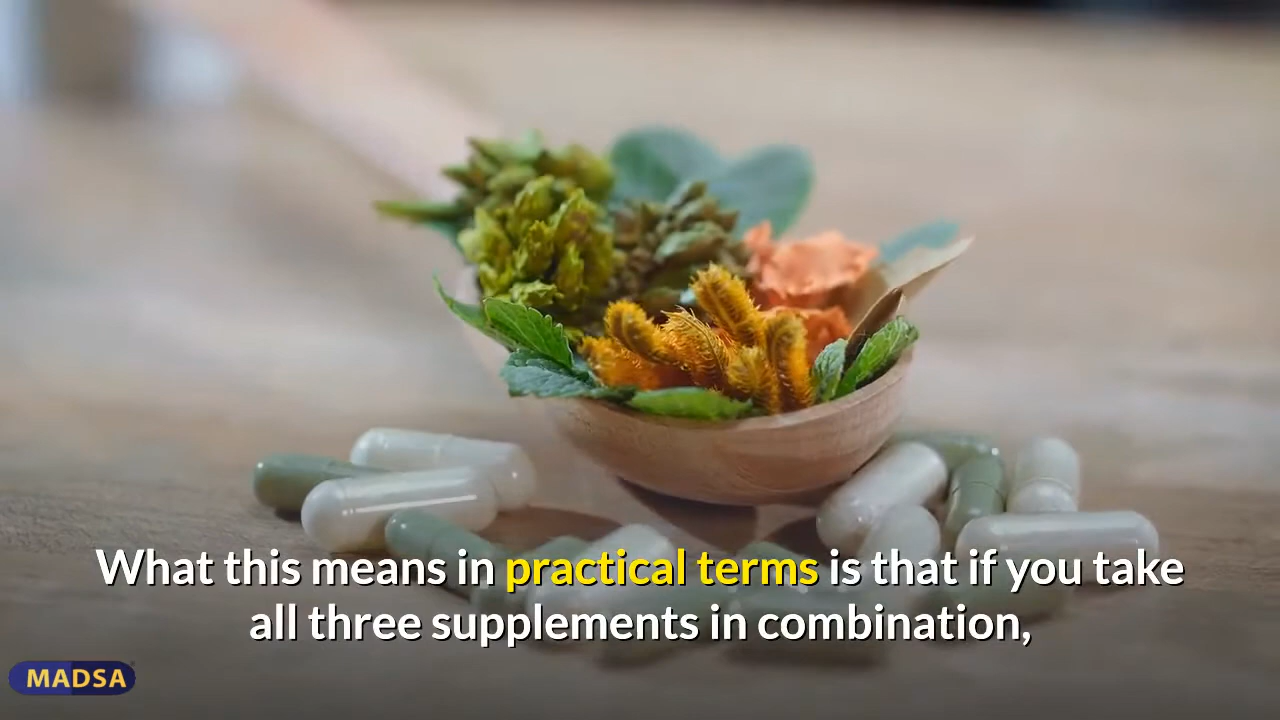 What this means in practical terms is that if you take
all three supplements in combination,
MADSA